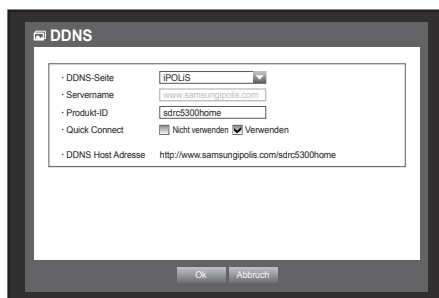 DDNS
· DDNS-Seite iPOLiS
· Servername www.samsungipolis.com
· Produkt-ID sdrc5300home
· Quick Connect Nicht verwenden Verwenden
· DDNS Host Adresse http://www.samsungipolis.com/sdrc5300home
Ok Abbruch